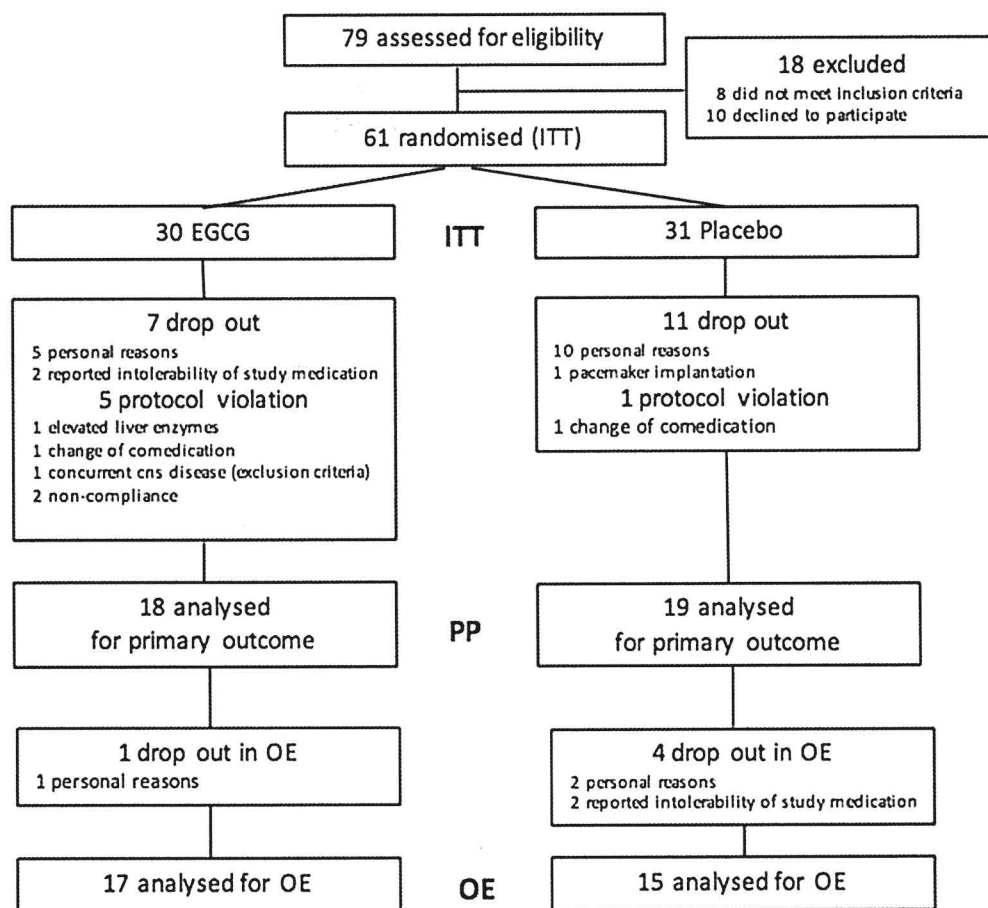 79 assessed for eligibility
18 excluded
8 did not meet inclusion criteria
10 declined to participate
61 randomised (ITT)
30 EGCG
ITT
31 Placebo
7 drop out
5 personal reasons
2 reported intolerability of study medication
5 protocol violation
1 elevated liver enzymes
1 change of comedication
1 concurrent cns disease (exclusion criteria)
2 non-compliance
11 drop out
10 personal reasons
1 pacemaker implantation
1 protocol violation
1 change of comedication
18 analysed
for primary outcome
PP
19 analysed
for primary outcome
1 drop out in OE
1 personal reasons
4 drop out in OE
2 personal reasons
2 reported intolerability of study medication
17 analysed for OE
OE
15 analysed for OE